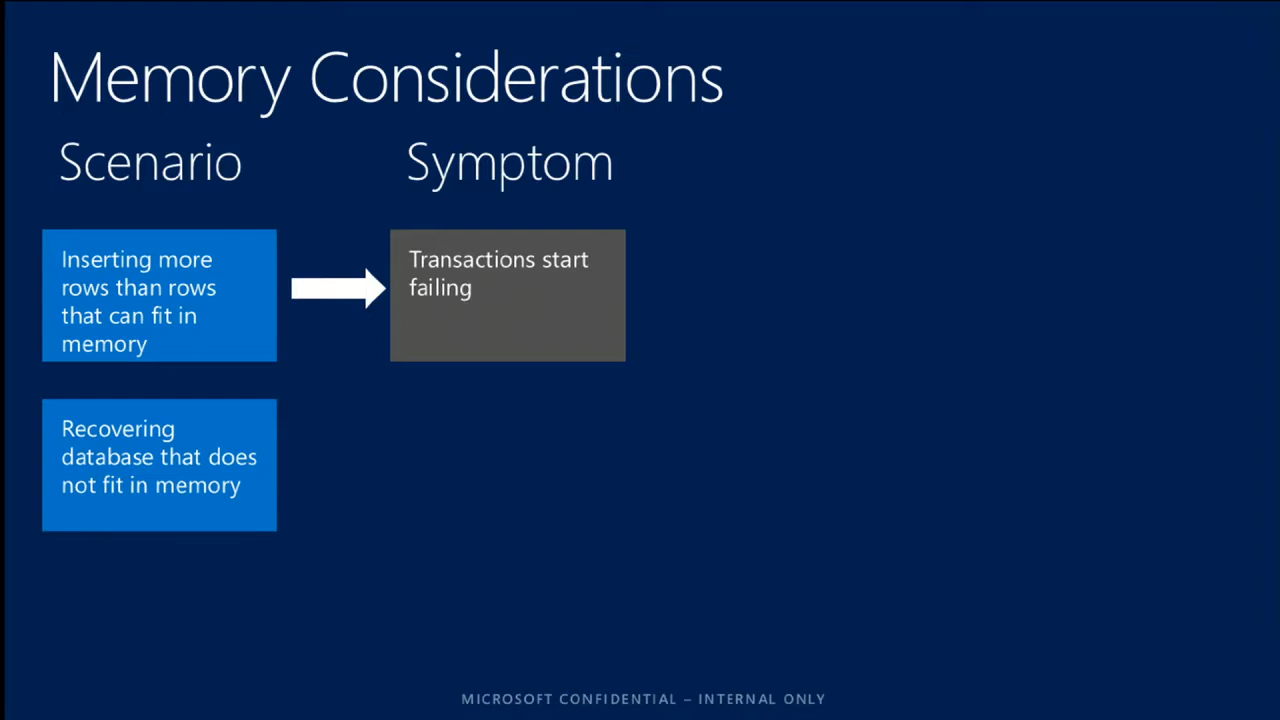 Memory Considerations
Scenario
Symptom
Inserting more
rows than rows
that can fit in
memory
Transactions start
failing
Recovering
database that does
not fit in memory
MICROSOFT CONFIDENTIAL – INTERNAL ONLY